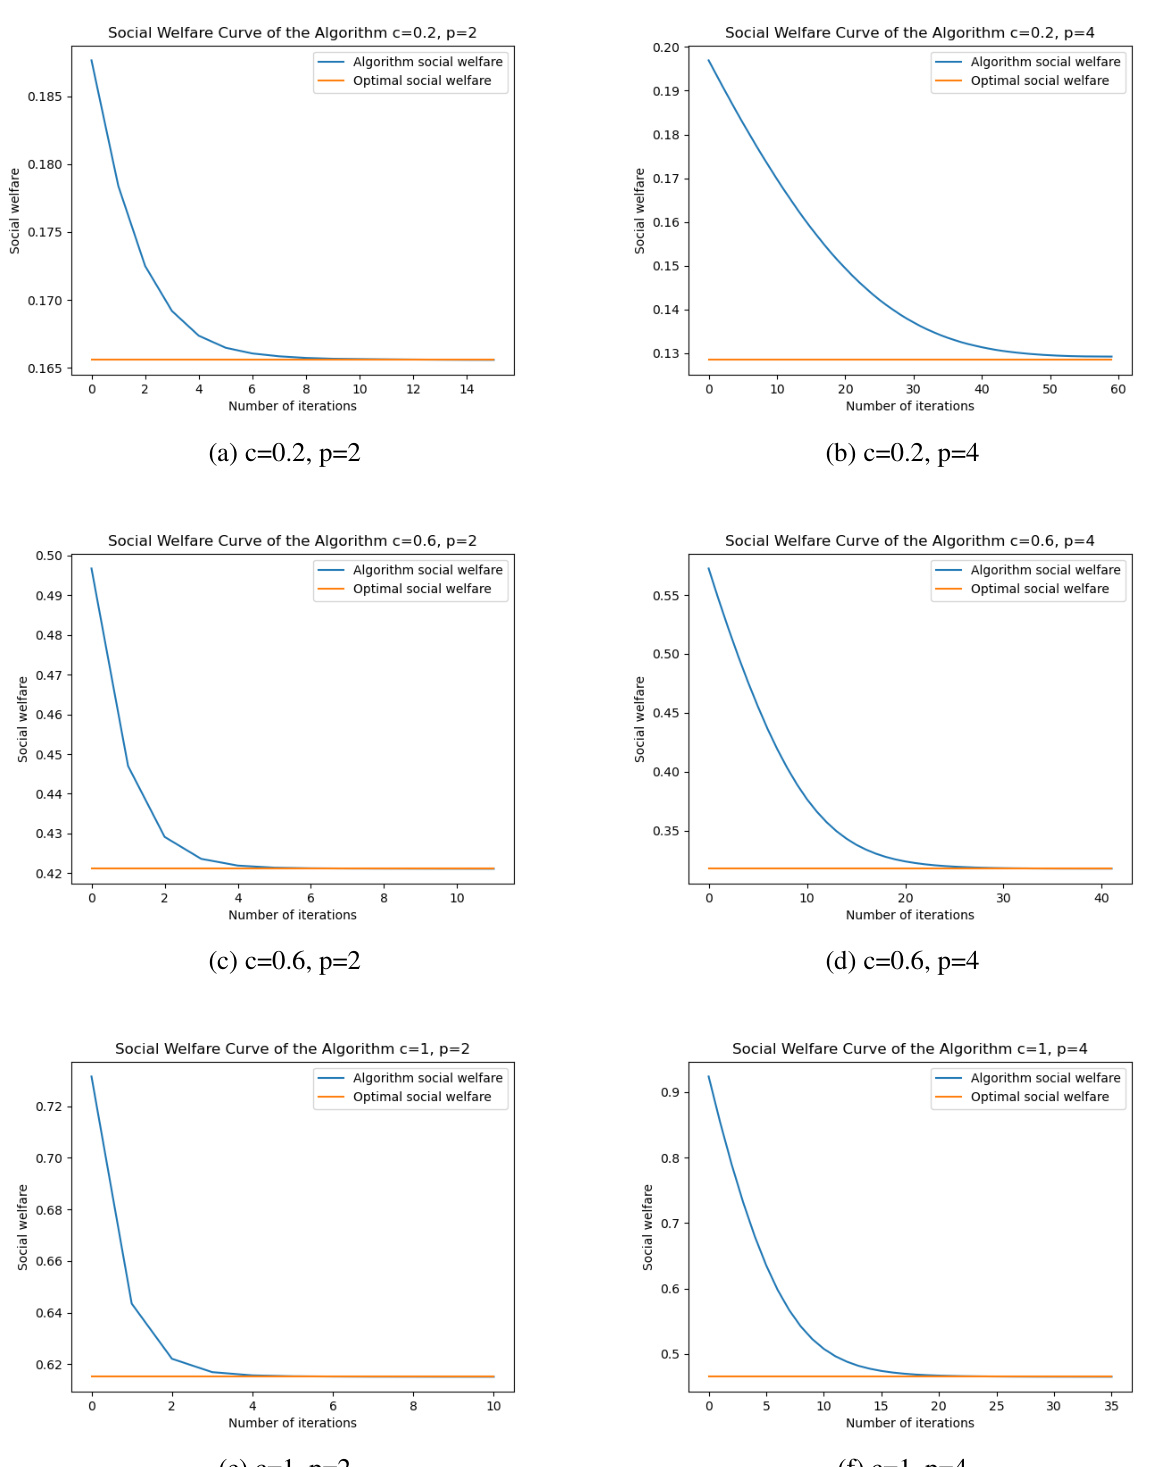 Social Welfare Curve of the Algorithm c=0.2, p=2
Algorithm social welfare
Optimal social welfare
0.185
0.180
0.175
0.170
0.165
Social welfare
0 2 4 6 8 10 12 14
Number of iterations
(a) c=0.2, p=2
Social Welfare Curve of the Algorithm c=0.2, p=4
Algorithm social welfare
Optimal social welfare
0.20
0.19
0.18
0.17
0.16
0.15
0.14
0.13
Social welfare
0 10 20 30 40 50 60
Number of iterations
(b) c=0.2, p=4
Social Welfare Curve of the Algorithm c=0.6, p=2
Algorithm social welfare
Optimal social welfare
0.50
0.49
0.48
0.47
0.46
0.45
0.44
0.43
0.42
Social welfare
0 2 4 6 8 10
Number of iterations
(c) c=0.6, p=2
Social Welfare Curve of the Algorithm c=0.6, p=4
Algorithm social welfare
Optimal social welfare
0.55
0.50
0.45
0.40
0.35
Social welfare
0 10 20 30 40
Number of iterations
(d) c=0.6, p=4
Social Welfare Curve of the Algorithm c=1, p=2
Algorithm social welfare
Optimal social welfare
0.72
0.70
0.68
0.66
0.64
0.62
Social welfare
0 2 4 6 8 10
Number of iterations
(e) c=1, p=2
Social Welfare Curve of the Algorithm c=1, p=4
Algorithm social welfare
Optimal social welfare
0.9
0.8
0.7
0.6
0.5
Social welfare
0 5 10 15 20 25 30 35
Number of iterations
(f) c=1, p=4